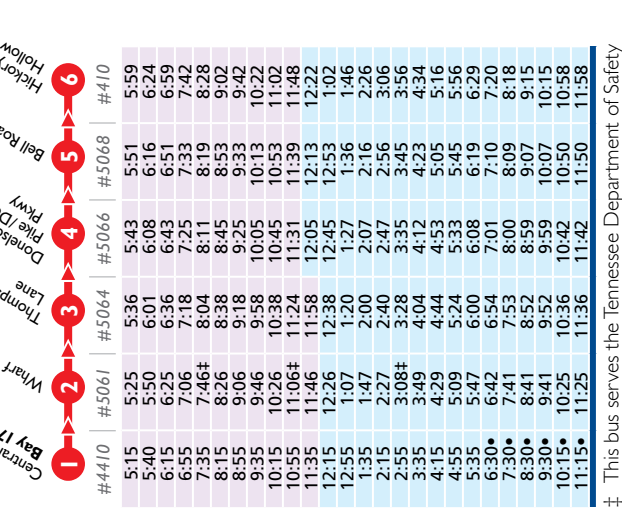 Bay
Wharf
Lane
Pkwy
Hollow
1 2 3 4 5 6
#4410 #5061 #5064 #5066 #5068 #410
5:15 5:25 5:36 5:43 5:51 5:59
5:40 5:50 6:01 6:08 6:16 6:24
6:15 6:25 6:36 6:43 6:51 6:59
6:55 7:06 7:18 7:25 7:33 7:42
7:35 7:46‡ 8:04 8:11 8:19 8:28
8:15 8:26 8:38 8:45 8:53 9:02
8:55 9:06 9:18 9:25 9:33 9:42
9:35 9:46 9:58 10:05 10:13 10:22
10:15 10:26 10:38 10:45 10:53 11:02
10:55 11:06‡ 11:24 11:31 11:39 11:48
11:35 11:46 11:58 12:05 12:13 12:22
12:15 12:26 12:38 12:45 12:53 1:02
12:55 1:07 1:20 1:27 1:36 1:46
1:35 1:47 2:00 2:07 2:16 2:26
2:15 2:27 2:40 2:47 2:56 3:06
2:55 3:08‡ 3:28 3:35 3:45 3:56
3:35 3:49 4:04 4:12 4:23 4:34
4:15 4:29 4:44 4:53 5:05 5:16
4:55 5:09 5:24 5:33 5:45 5:56
5:35 5:47 6:00 6:08 6:19 6:29
6:30• 6:42 6:54 7:01 7:10 7:20
7:30• 7:41 7:53 8:00 8:09 8:18
8:30• 8:41 8:52 8:59 9:07 9:15
9:30• 9:41 9:52 9:59 10:07 10:15
10:15• 10:25 10:36 10:42 10:50 10:58
11:15• 11:25 11:36 11:42 11:50 11:58
‡ This bus serves the Tennessee Department of Safety